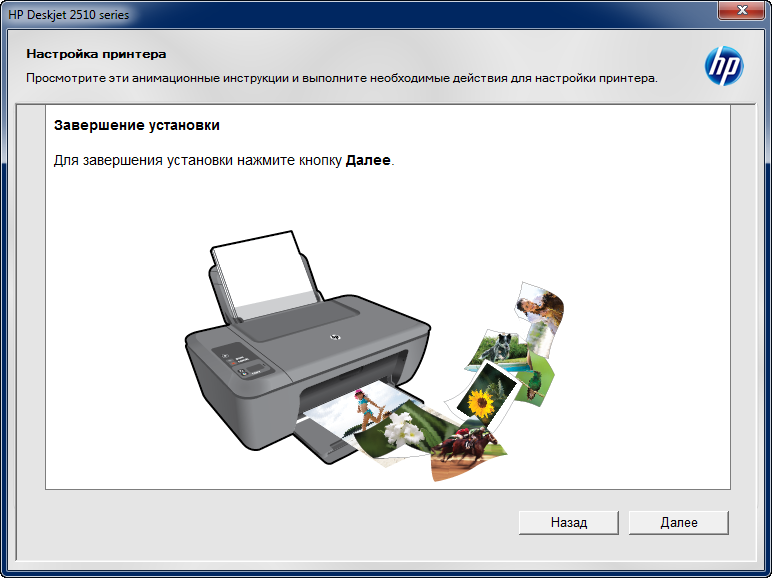 HP Deskjet 2510 series
Настройка принтера
Просмотрите эти анимационные инструкции и выполните необходимые действия для настройки принтера.
hp
Завершение установки
Для завершения установки нажмите кнопку Далее.
hp
Назад
Далее